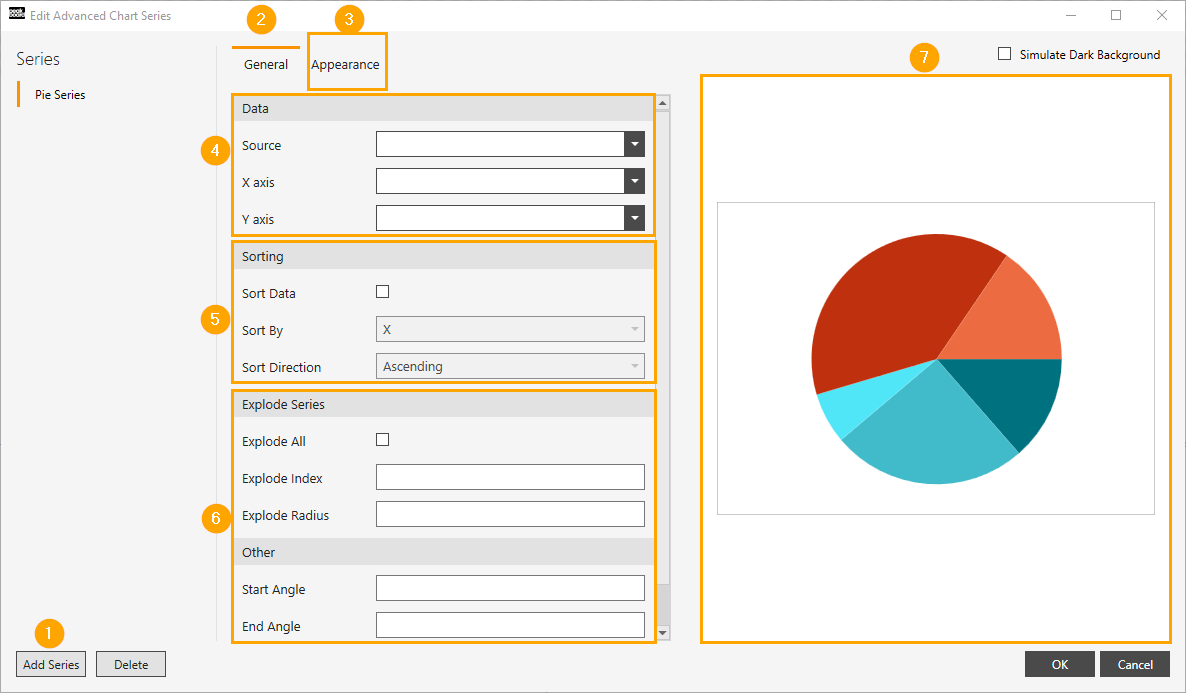 peak
board
Edit Advanced Chart Series
2
3
7
Simulate Dark Background
Series
General
Appearance
Pie Series
Data
4
Source
X axis
Y axis
Sorting
Sort Data
5
Sort By
X
Sort Direction
Ascending
Explode Series
Explode All
Explode Index
6
Explode Radius
Other
Start Angle
End Angle
1
Add Series
Delete
OK
Cancel